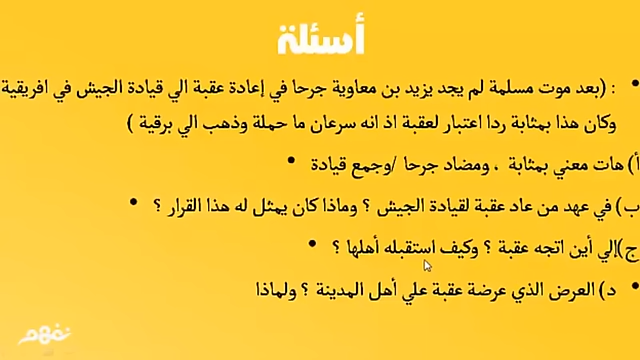 أسئلة
• : (بعد موت مسلمة لم يجد يزيد بن معاوية جرحا في إعادة عقبة الي قيادة الجيش في افريقية
وكان هذا بمثابة ردا اعتبار لعقبة اذ انه سرعان ما حملة وذهب الي برقية )
أ) هات معني بمثابة ، ومضاد جرحا /وجمع قيادة •
ب) في عهد من عاد عقبة لقيادة الجيش ؟ وماذا كان يمثل له هذا القرار ؟ •
ج)إلي أين اتجه عقبة ؟ وكيف استقبله أهلها ؟ •
• د) العرض الذي عرضة عقبة علي أهل المدينة ؟ ولماذا
نفهم